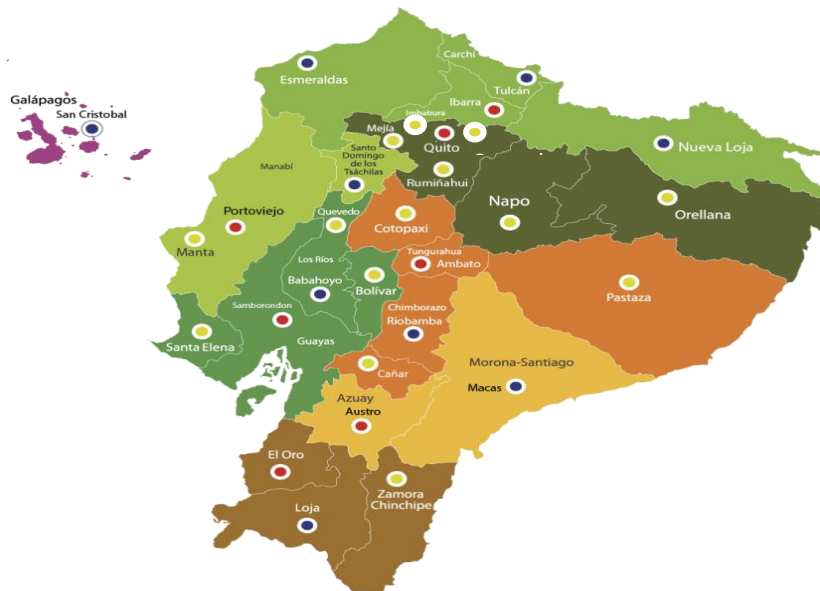 Carchi
Esmeraldas
Tulcán
Galápagos
San Cristobal
Ibarra
Imbabura
Mejía
Quito
Nueva Loja
Santo
Domingo
de los
Tsáchilas
Manabí
Rumiñahui
Napo
Orellana
Portoviejo
Quevedo
Cotopaxi
Manta
Tungurahua
Ambato
Los Ríos
Babahoyo
Bolívar
Pastaza
Samborondon
Chimborazo
Riobamba
Santa Elena
Guayas
Cañar
Morona-Santiago
Macas
Azuay
Austro
El Oro
Zamora
Chinchipe
Loja